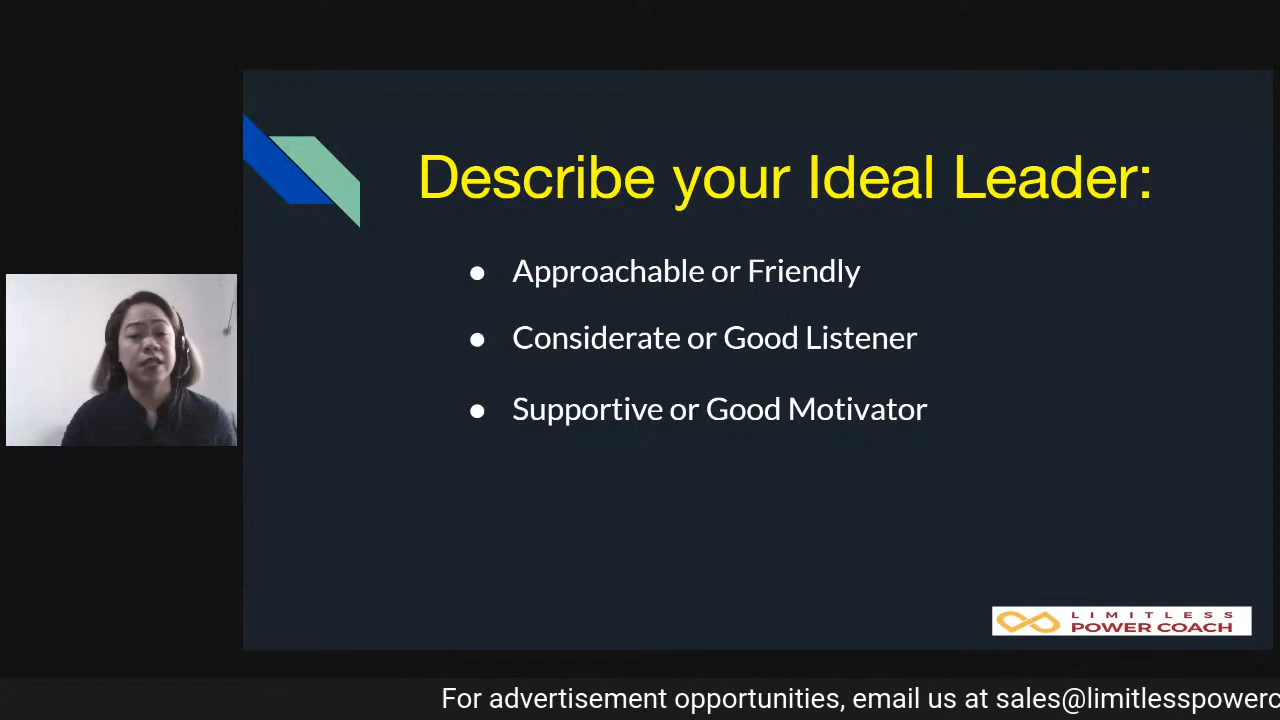 Describe your Ideal Leader:
● Approachable or Friendly
● Considerate or Good Listener
● Supportive or Good Motivator
LIMITLESS
POWER COACH
For advertisement opportunities, email us at sales@limitlesspowerc